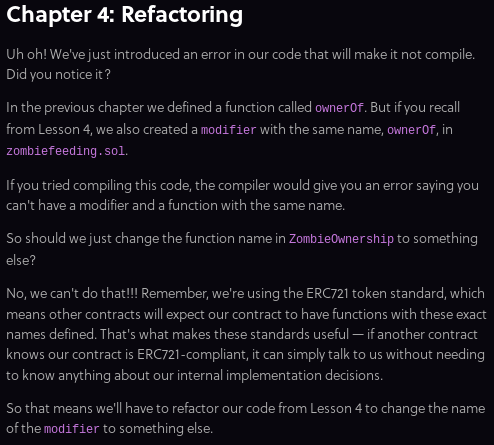 Chapter 4: Refactoring
Uh oh! We've just introduced an error in our code that will make it not compile.
Did you notice it?
In the previous chapter we defined a function called ownerOf. But if you recall
from Lesson 4, we also created a modifier with the same name, ownerOf, in
zombiefeeding.sol.
If you tried compiling this code, the compiler would give you an error saying you
can't have a modifier and a function with the same name.
So should we just change the function name in ZombieOwnership to something
else?
No, we can't do that!!! Remember, we're using the ERC721 token standard, which
means other contracts will expect our contract to have functions with these exact
names defined. That's what makes these standards useful — if another contract
knows our contract is ERC721-compliant, it can simply talk to us without needing
to know anything about our internal implementation decisions.
So that means we'll have to refactor our code from Lesson 4 to change the name
of the modifier to something else.